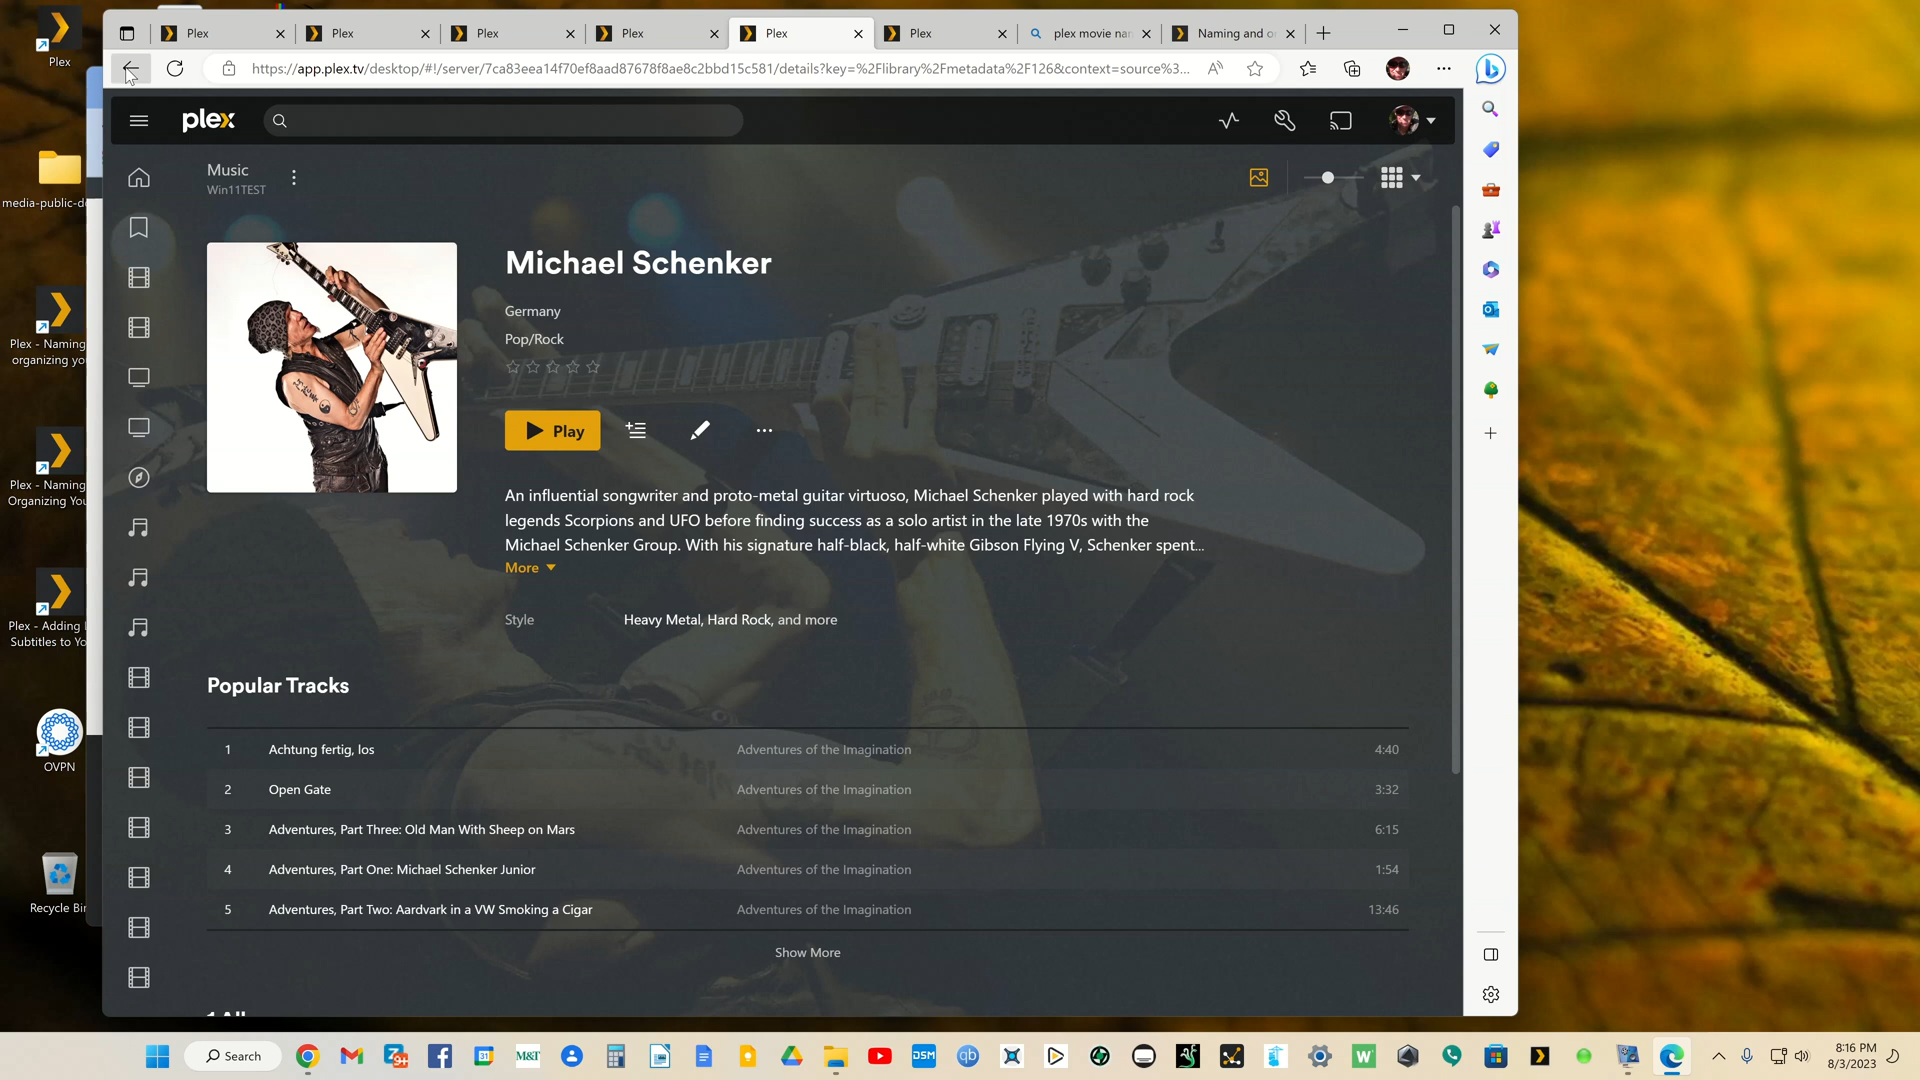 Plex
Plex
Plex
Plex
Plex
Plex
plex movie nam
Naming and o
https://app.plex.tv/desktop/#!/server/7ca83eea14f70ef8aad87678f8ae8c2bbd15c581/details?key=%2Flibrary%2Fmetadata%2F126&context=source%3...
plex
Music
Win11TEST
Michael Schenker
Germany
Pop/Rock
Play
An influential songwriter and proto-metal guitar virtuoso, Michael Schenker played with hard rock
legends Scorpions and UFO before finding success as a solo artist in the late 1970s with the
Michael Schenker Group. With his signature half-black, half-white Gibson Flying V, Schenker spent...
More
Style Heavy Metal, Hard Rock, and more
Popular Tracks
1 Achtung fertig, los Adventures of the Imagination 4:40
2 Open Gate Adventures of the Imagination 3:32
3 Adventures, Part Three: Old Man With Sheep on Mars Adventures of the Imagination 6:15
4 Adventures, Part One: Michael Schenker Junior Adventures of the Imagination 1:54
5 Adventures, Part Two: Aardvark in a VW Smoking a Cigar Adventures of the Imagination 13:46
Show More
Plex
media-public-do
Plex - Naming
organizing you
Plex - Naming
Organizing You
Plex - Adding
Subtitles to Yo
OVPN
Recycle Bin
Search
M&T
DSM
qb
W
8:16 PM
8/3/2023